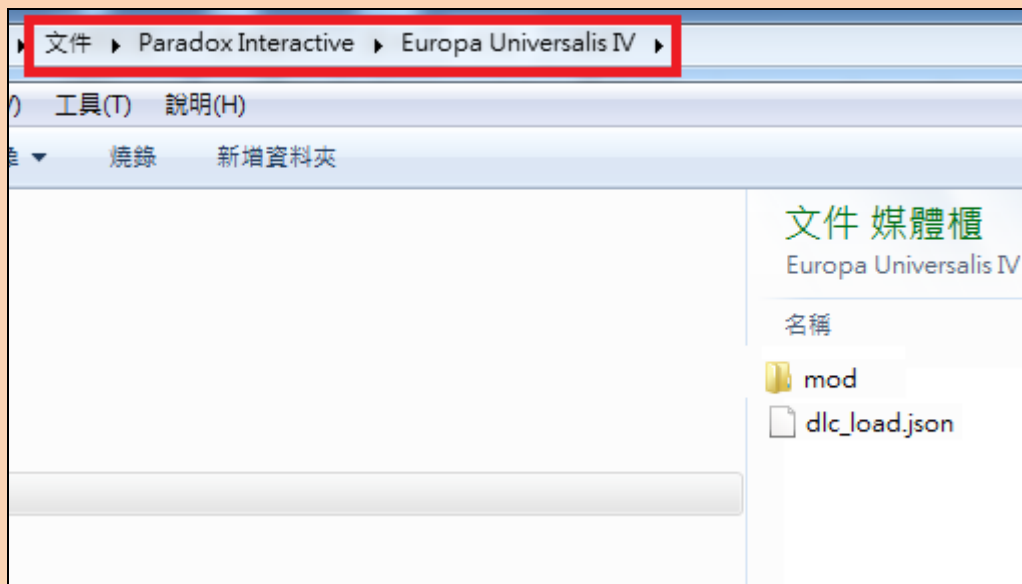 文件 ▸ Paradox Interactive ▸ Europa Universalis IV ▸
工具(T) 說明(H)
燒錄 新增資料夾
文件 媒體櫃
Europa Universalis IV
名稱
mod
dlc_load.json